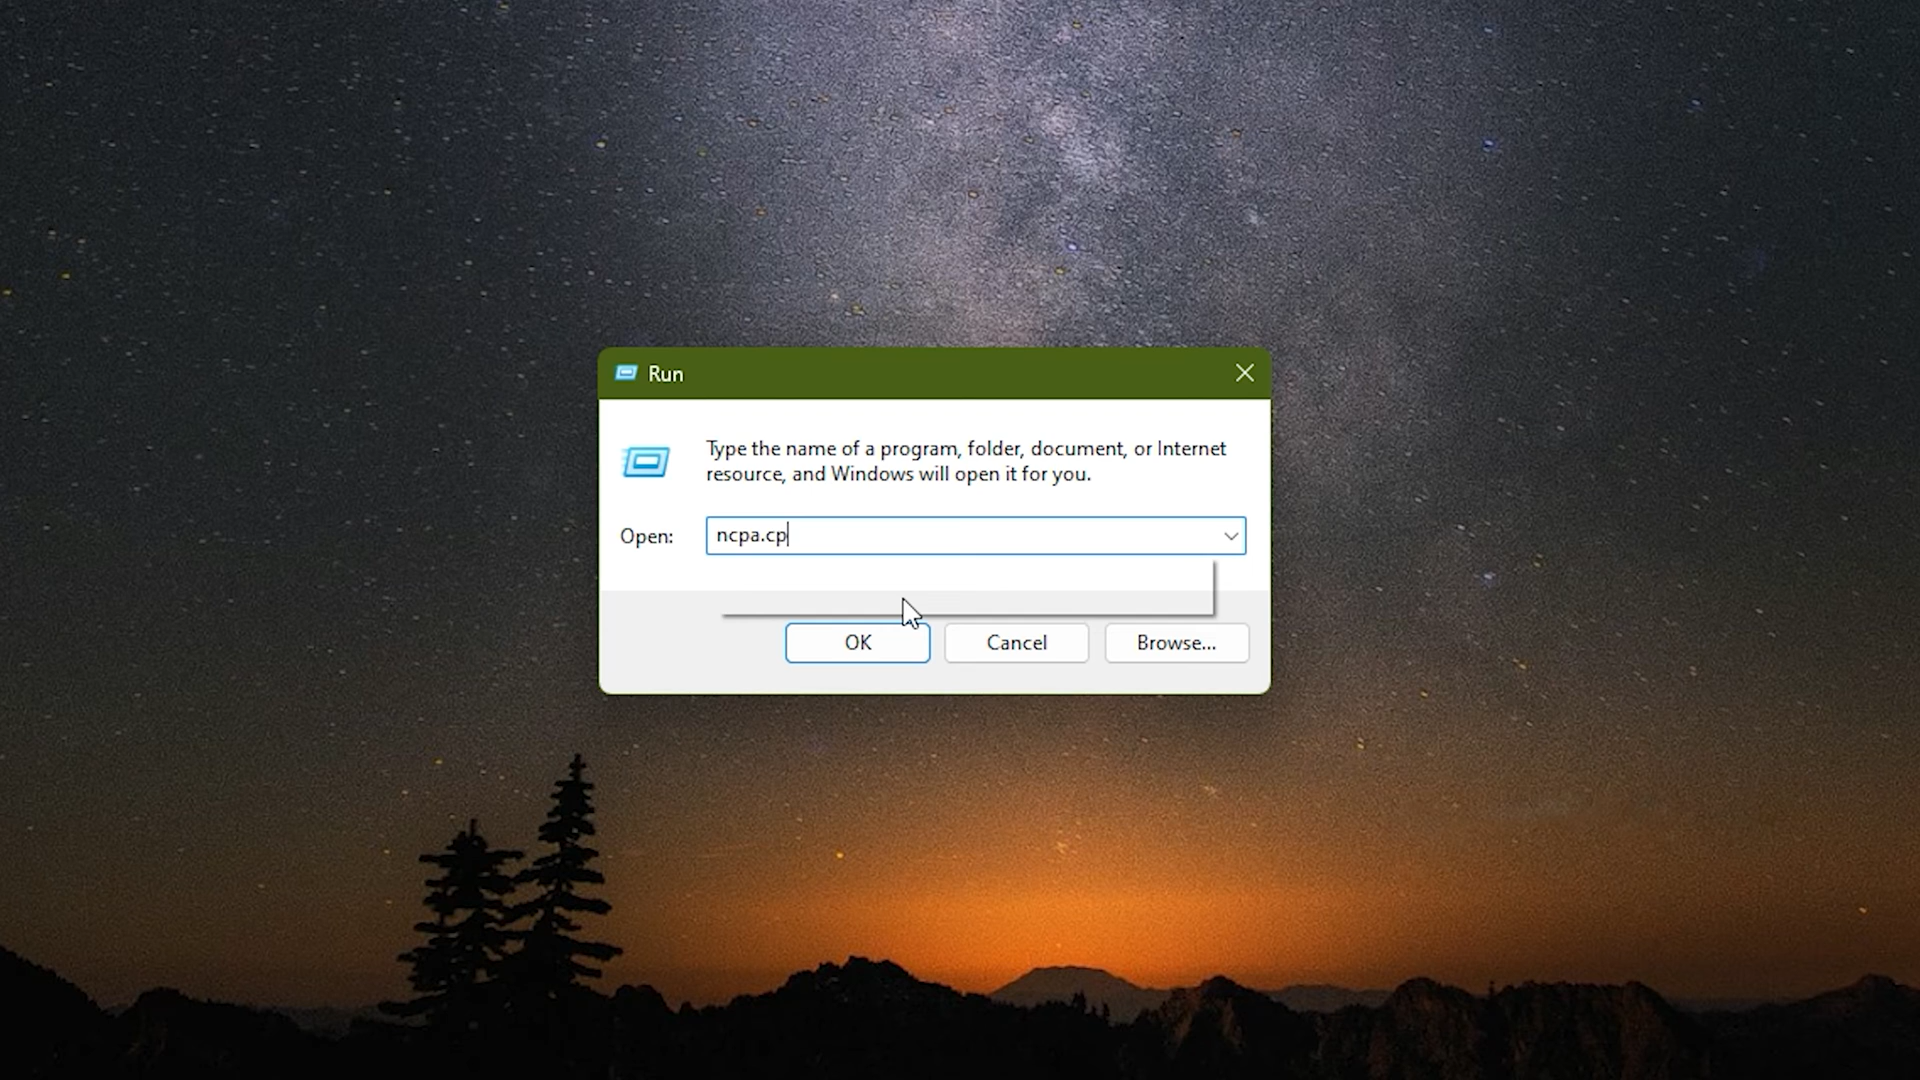 Run
Type the name of a program, folder, document, or Internet
resource, and Windows will open it for you.
Open: ncpa.cp
OK Cancel Browse...